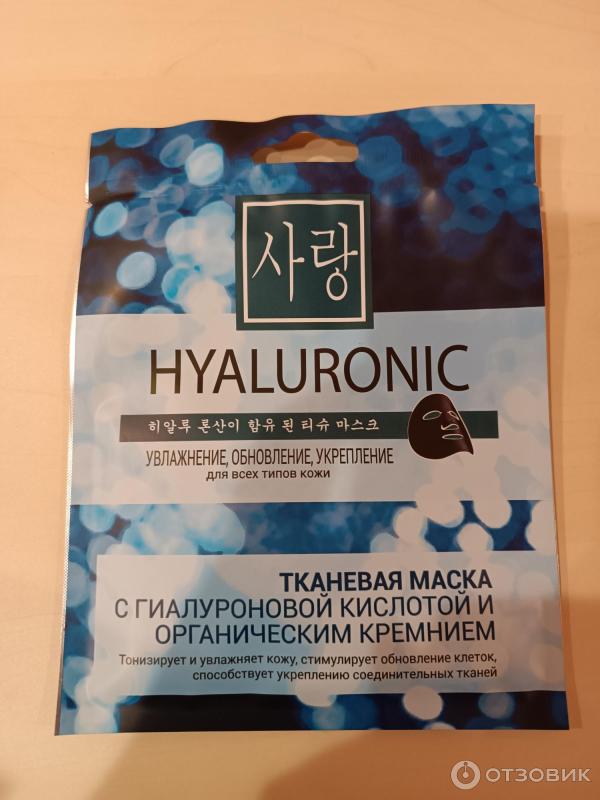 사랑
HYALURONIC
히알루 론산이 함유 된 티슈 마스크
УВЛАЖНЕНИЕ, ОБНОВЛЕНИЕ, УКРЕПЛЕНИЕ
для всех типов кожи
ТКАНЕВАЯ МАСКА
С ГИАЛУРОНОВОЙ КИСЛОТОЙ И
ОРГАНИЧЕСКИМ КРЕМНИЕМ
Тонизирует и увлажняет кожу, стимулирует обновление клеток,
способствует укреплению соединительных тканей
ОТЗОВИК